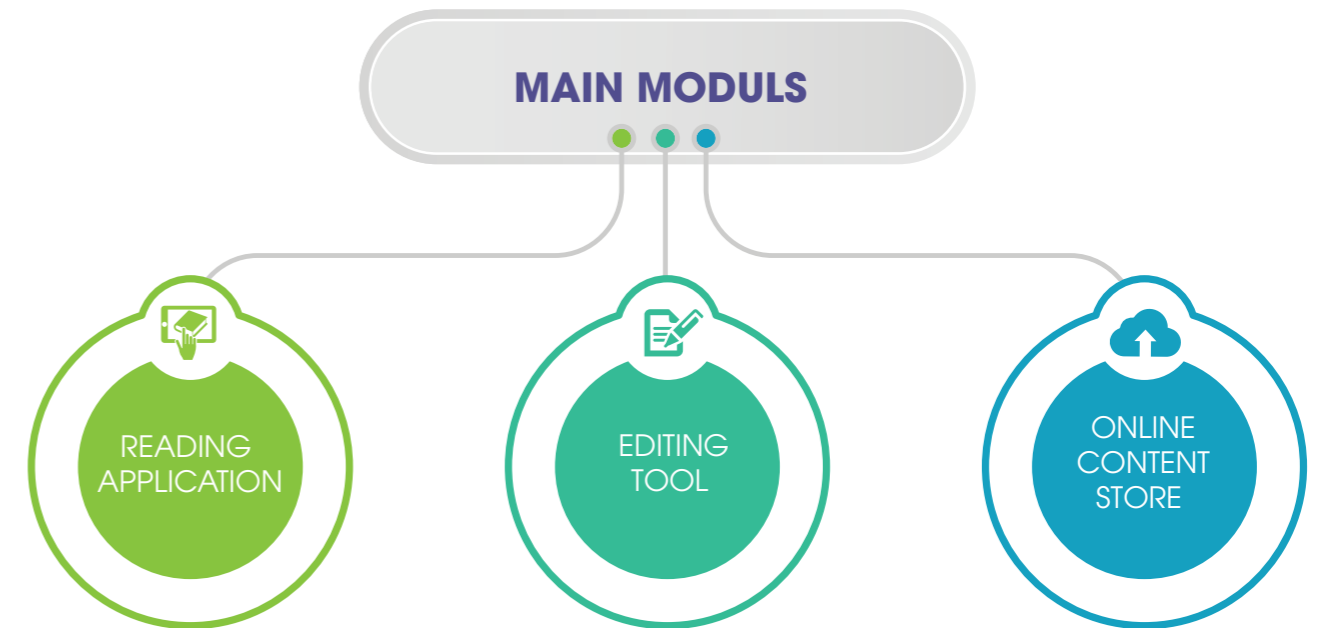 MAIN MODULS
READING
APPLICATION
EDITING
TOOL
ONLINE
CONTENT
STORE